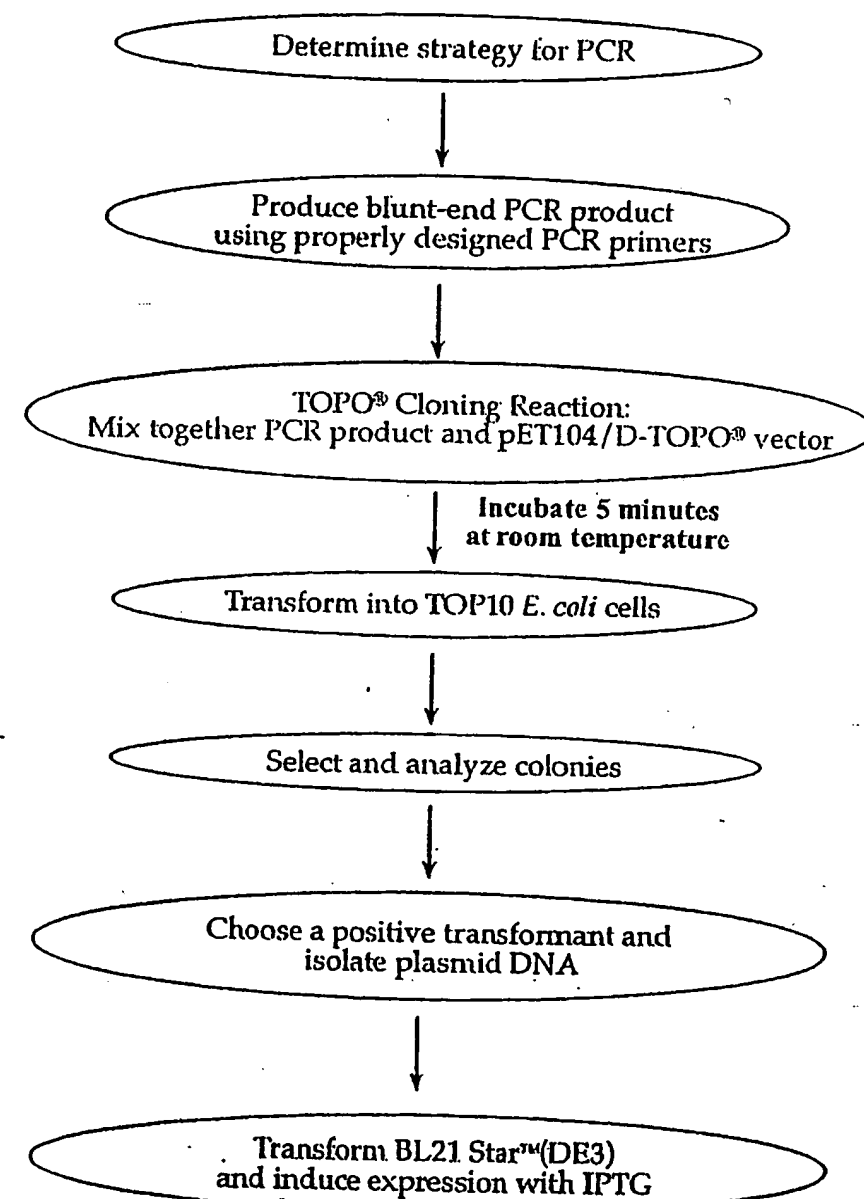 Determine strategy for PCR
Produce blunt-end PCR product
using properly designed PCR primers
TOPO® Cloning Reaction:
Mix together PCR product and pET104/D-TOPO® vector
Incubate 5 minutes
at room temperature
Transform into TOP10 E. coli cells
Select and analyze colonies
Choose a positive transformant and
isolate plasmid DNA
Transform BL21 Star™(DE3)
and induce expression with IPTG